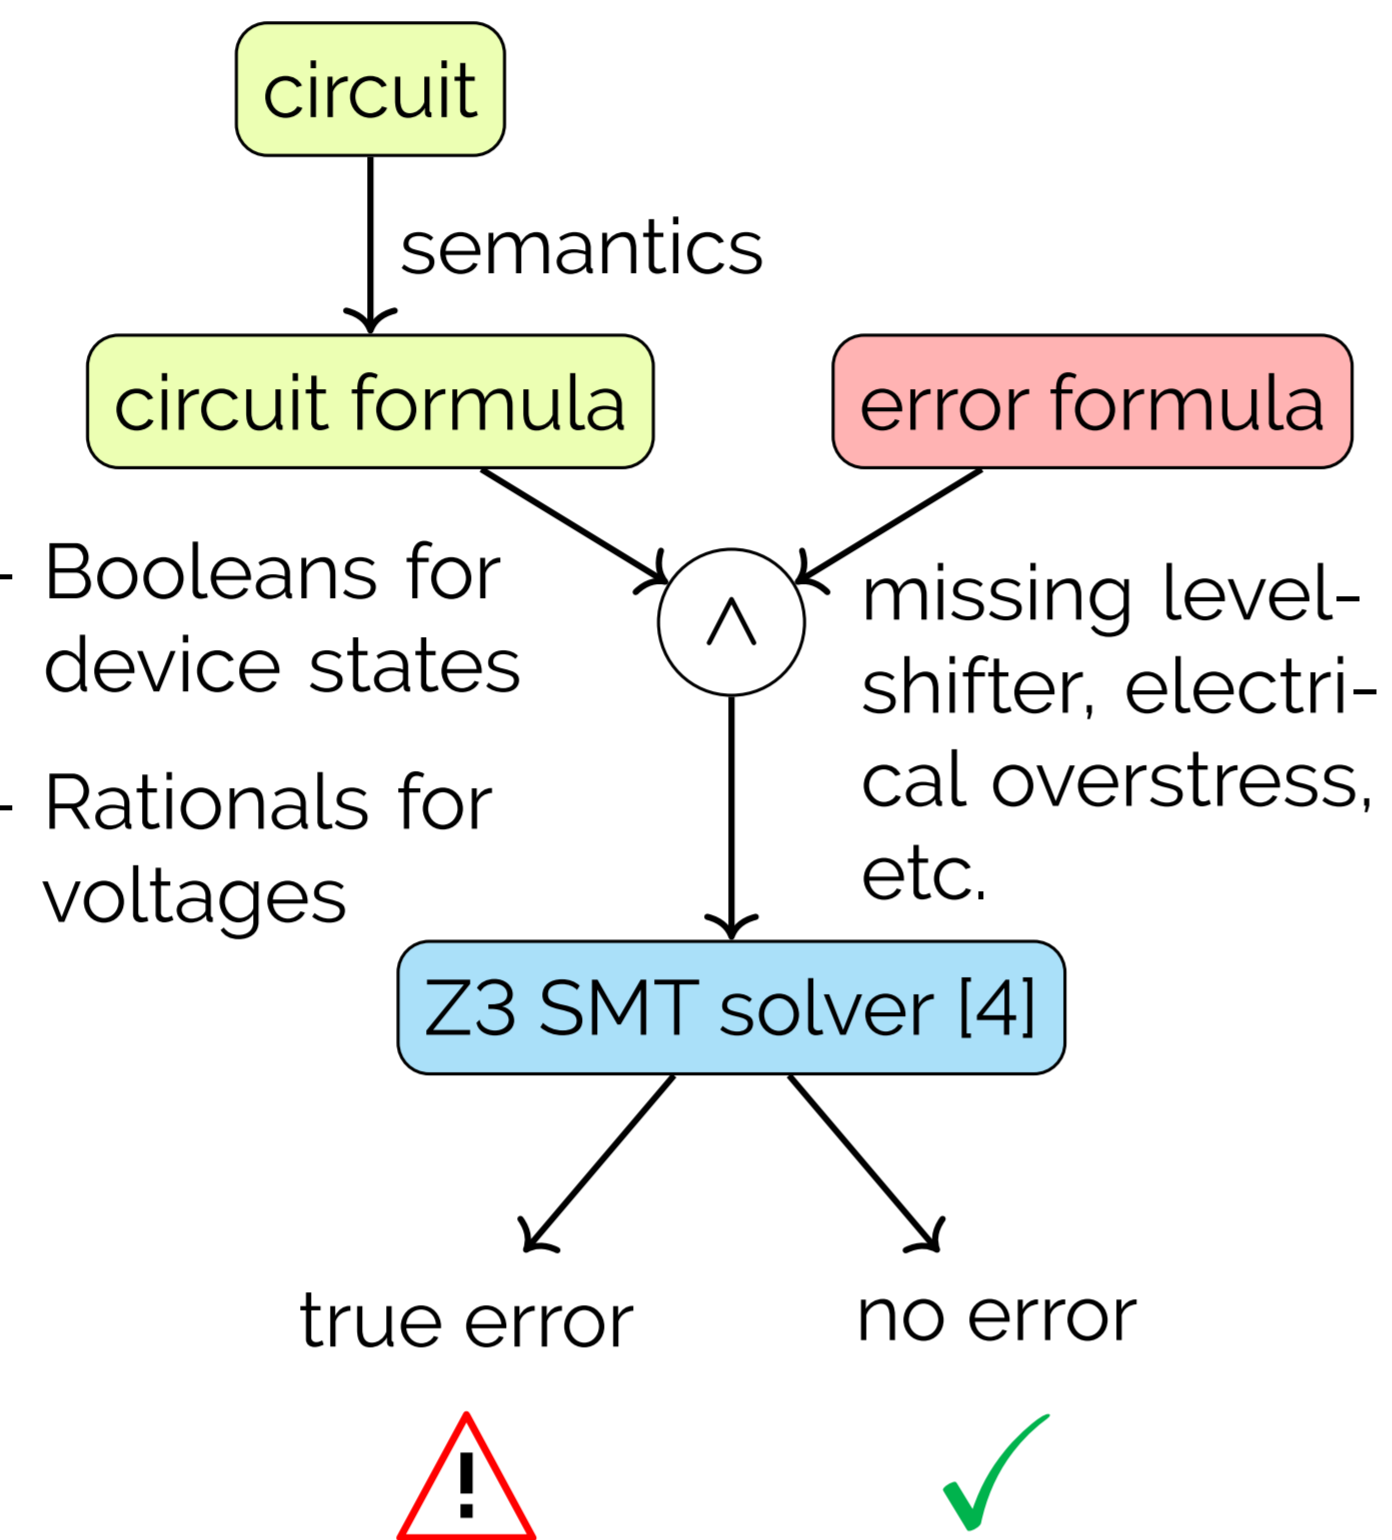 circuit
semantics
circuit formula
error formula
- Booleans for
device states
- Rationals for
voltages
∧
missing level-
shifter, electri-
cal overstress,
etc.
Z3 SMT solver [4]
true error
no error
!